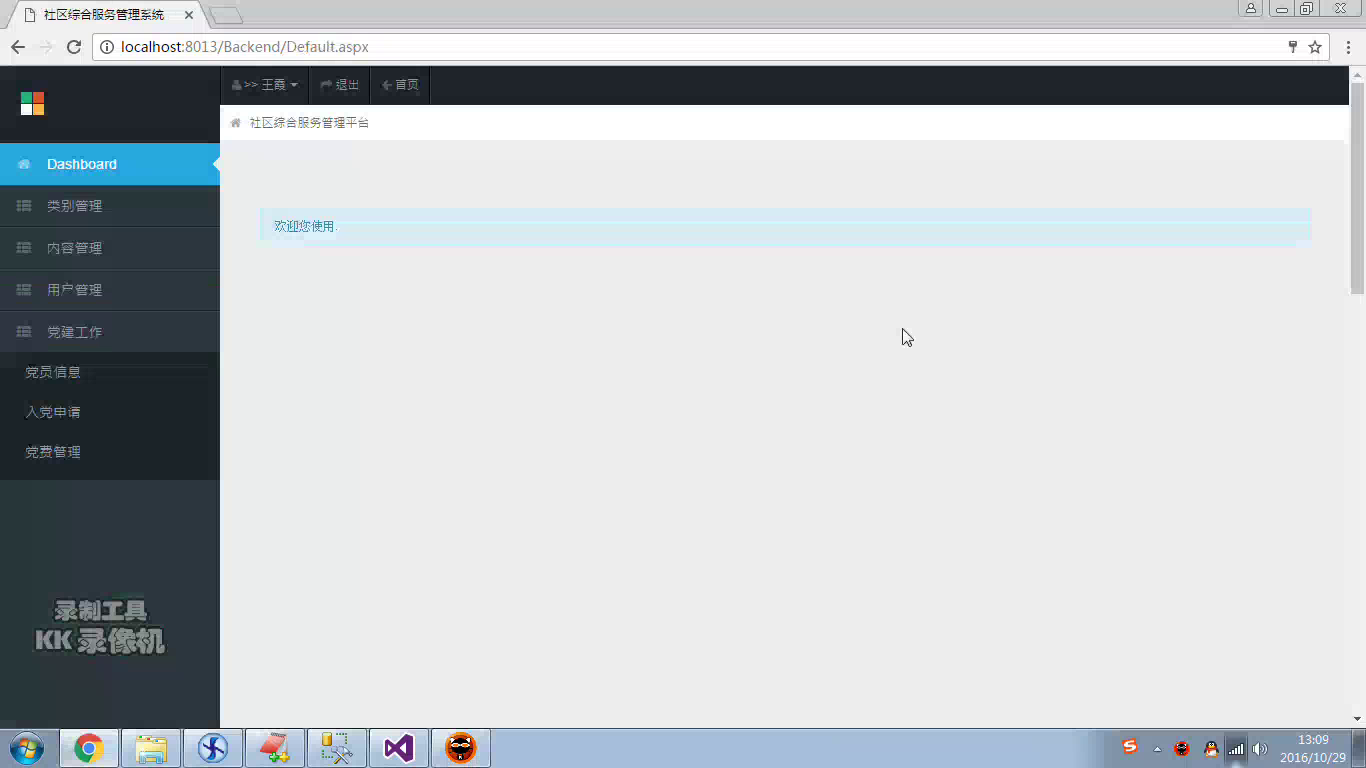 社区综合服务管理系统
localhost:8013/Backend/Default.aspx
>> 王霞
退出
首页
社区综合服务管理平台
Dashboard
类别管理
内容管理
用户管理
党建工作
党员信息
入党申请
党费管理
欢迎您使用.
录制工具
KK 录像机
13:09
2016/10/29